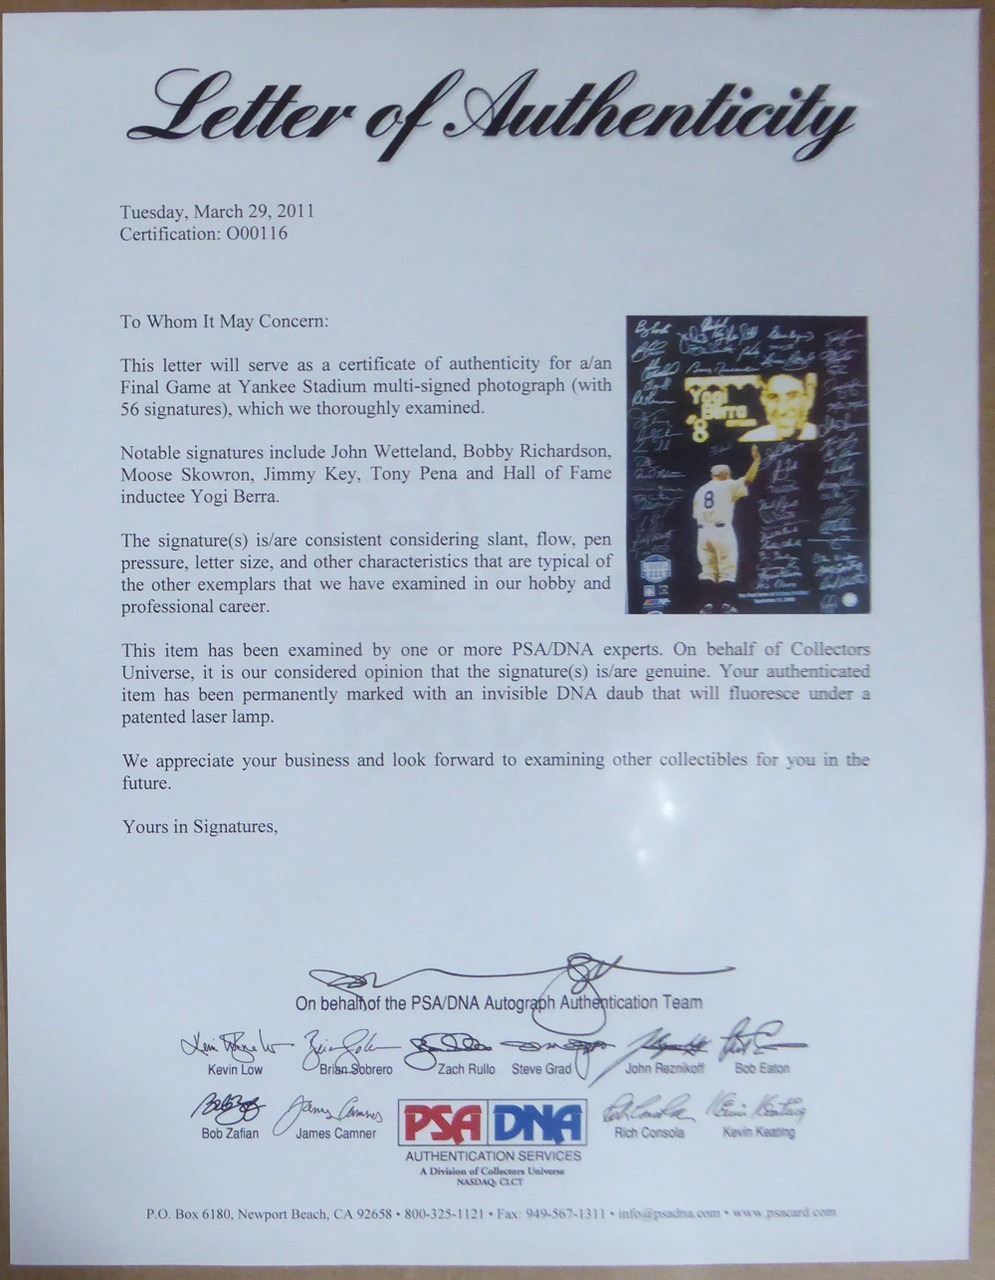 Letter of Authenticity
Tuesday, March 29, 2011
Certification: O00116
To Whom It May Concern:
This letter will serve as a certificate of authenticity for a/an
Final Game at Yankee Stadium multi-signed photograph (with
56 signatures), which we thoroughly examined.
Notable signatures include John Wetteland, Bobby Richardson,
Moose Skowron, Jimmy Key, Tony Pena and Hall of Fame
inductee Yogi Berra.
The signature(s) is/are consistent considering slant, flow, pen
pressure, letter size, and other characteristics that are typical of
the other exemplars that we have examined in our hobby and
professional career.
Yogi
Berra
8
8
This item has been examined by one or more PSA/DNA experts. On behalf of Collectors
Universe, it is our considered opinion that the signature(s) is/are genuine. Your authenticated
item has been permanently marked with an invisible DNA daub that will fluoresce under a
patented laser lamp.
We appreciate your business and look forward to examining other collectibles for you in the
future.
Yours in Signatures,
On behalf of the PSA/DNA Autograph Authentication Team
Kevin Low Brian Sobrero Zach Rullo Steve Grad John Reznikoff Bob Eaton
Bob Zafian James Camner Rich Consola Kevin Keating
PSA DNA
AUTHENTICATION SERVICES
A Division of Collectors Universe
NASDAQ: CLCT
P.O. Box 6180, Newport Beach, CA 92658 • 800-325-1121 • Fax: 949-567-1311 • info@psadna.com • www.psacard.com